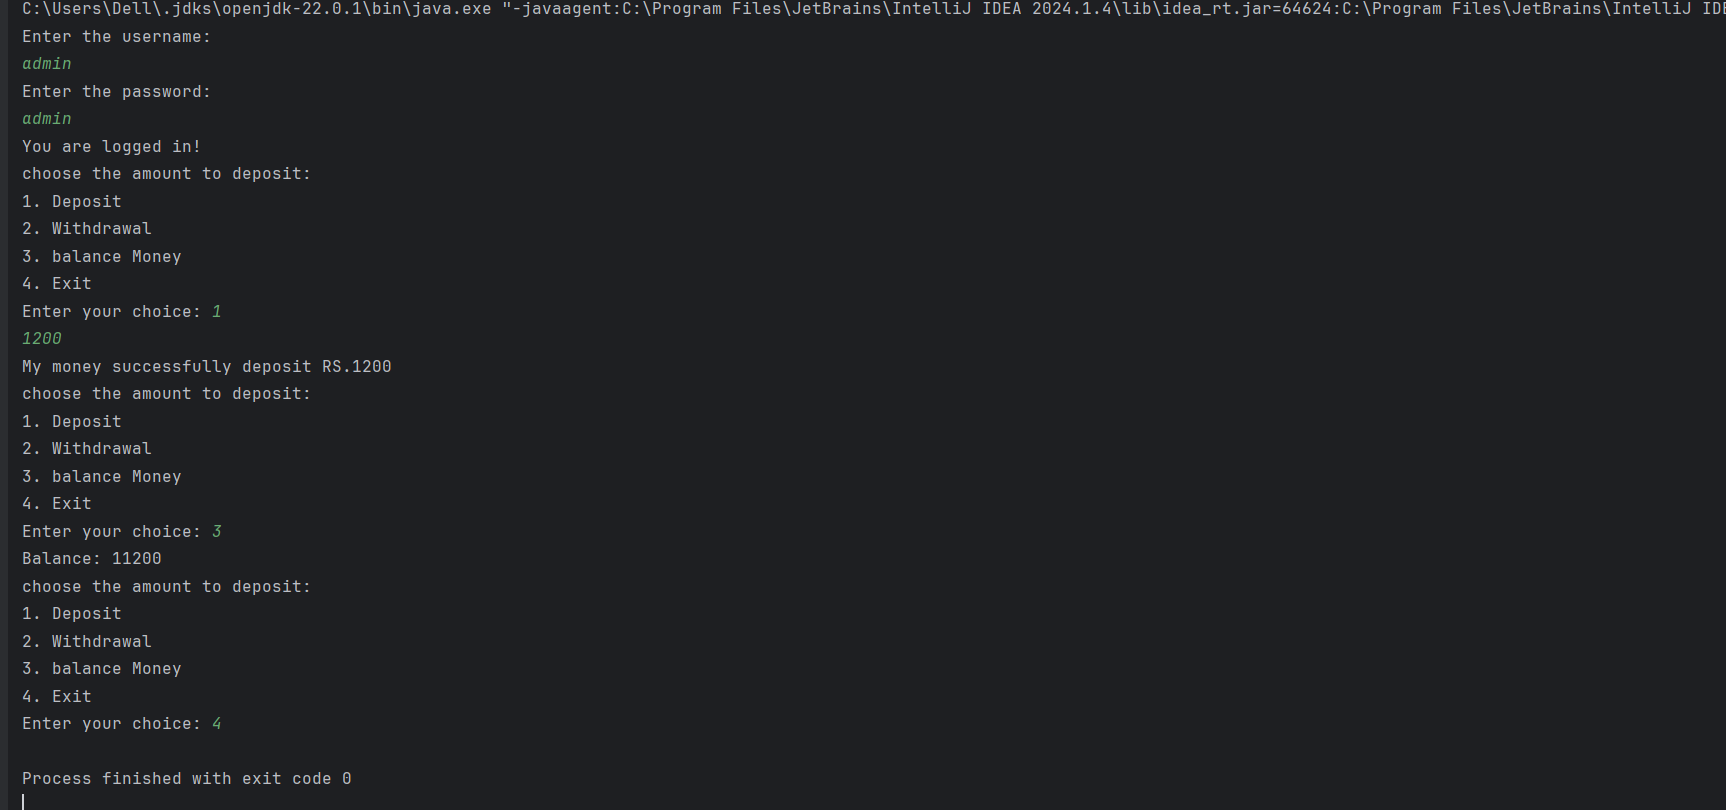 C:\Users\Dell\.jdks\openjdk-22.0.1\bin\java.exe "-javaagent:C:\Program Files\JetBrains\IntelliJ IDEA 2024.1.4\lib\idea_rt.jar=64624:C:\Program Files\JetBrains\IntelliJ IDE
Enter the username:
admin
Enter the password:
admin
You are logged in!
choose the amount to deposit:
1. Deposit
2. Withdrawal
3. balance Money
4. Exit
Enter your choice: 1
1200
My money successfully deposit RS.1200
choose the amount to deposit:
1. Deposit
2. Withdrawal
3. balance Money
4. Exit
Enter your choice: 3
Balance: 11200
choose the amount to deposit:
1. Deposit
2. Withdrawal
3. balance Money
4. Exit
Enter your choice: 4
Process finished with exit code 0